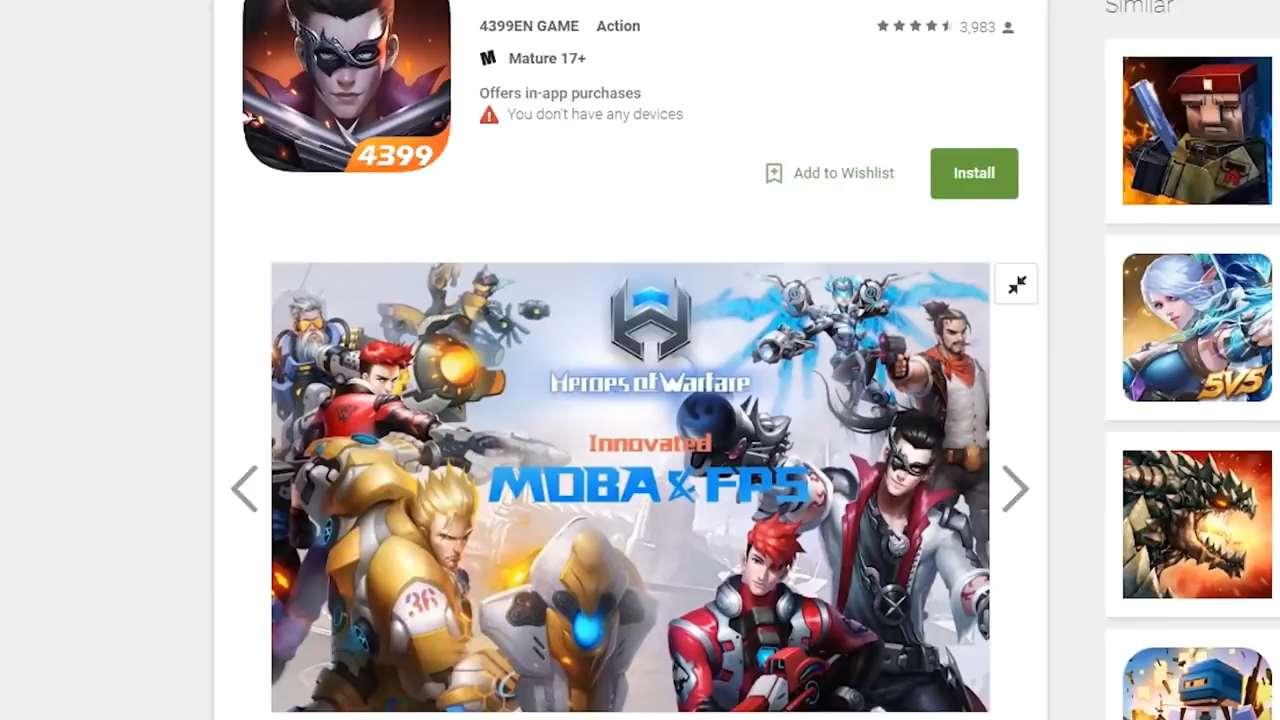 Similar
4399EN GAME Action
3,983
Mature 17+
Offers in-app purchases
You don't have any devices
4399
Add to Wishlist
Install
Heroes of Warfare
Innovated
MOBA & FPS
36
5V5